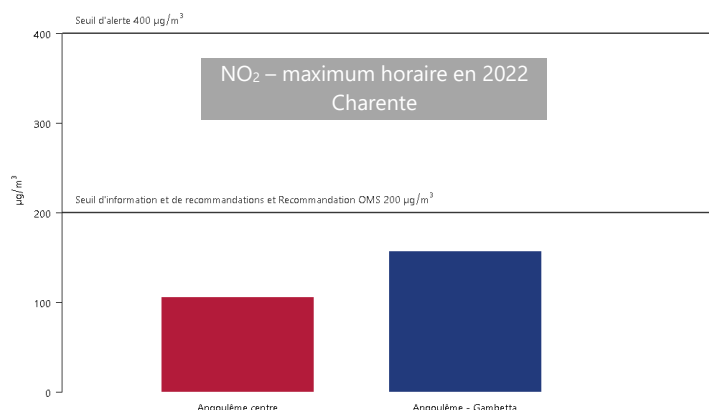 Seuil d'alerte 400 µg/m³
400
NO₂ – maximum horaire en 2022
Charente
300
µg/m³
Seuil d'information et de recommandations et Recommandation OMS 200 µg/m³
200
100
0
Angoulême centre
Angoulême - Gambetta